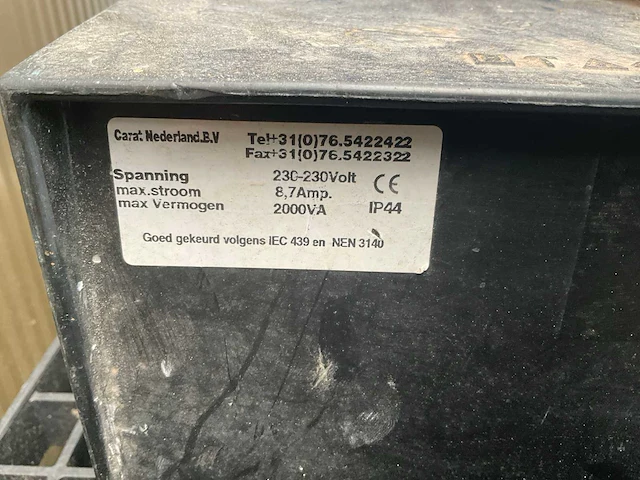 Carat Nederland.B.V
Tel+31(0)76.5422422
Fax+31(0)76.5422322
Spanning 230-230Volt CE
max.stroom 8,7Amp.
max Vermogen 2000VA IP44
Goed gekeurd volgens IEC 439 en NEN 3140